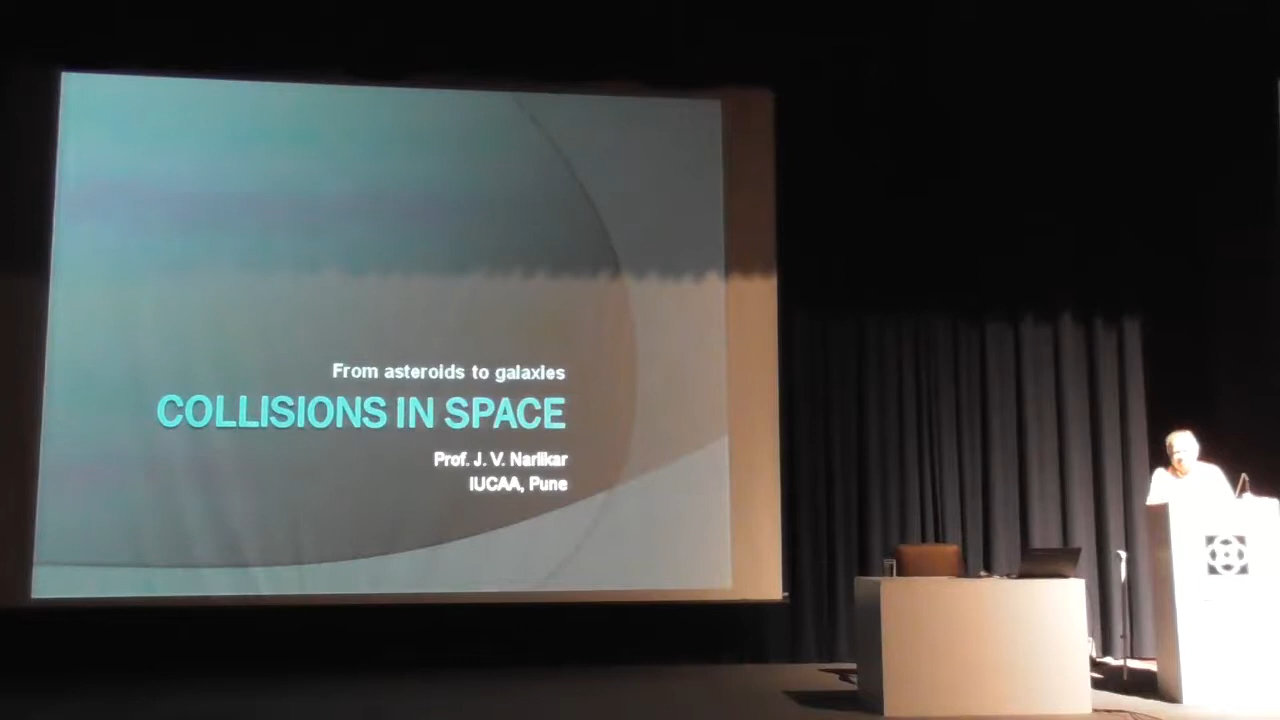 From asteroids to galaxies
COLLISIONS IN SPACE
Prof. J. V. Narlikar
IUCAA, Pune